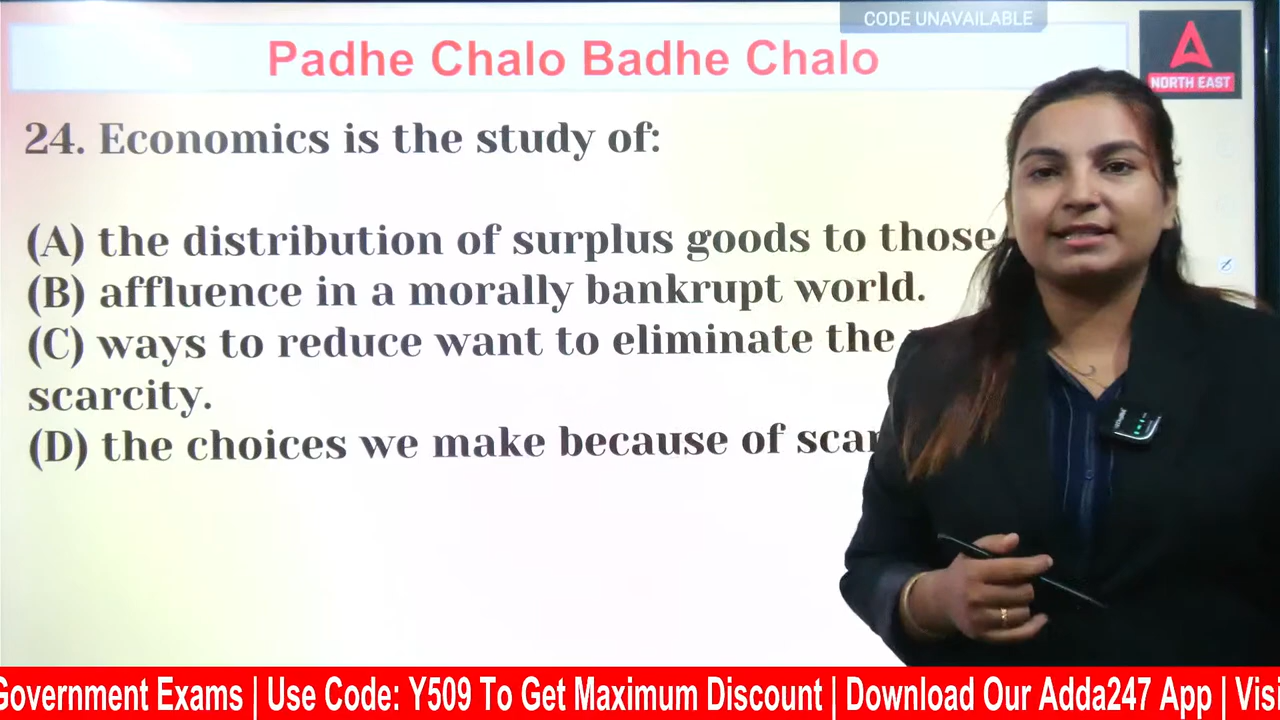 CODE UNAVAILABLE
Padhe Chalo Badhe Chalo
NORTH EAST
24. Economics is the study of:
(A) the distribution of surplus goods to those
(B) affluence in a morally bankrupt world.
(C) ways to reduce want to eliminate the
scarcity.
(D) the choices we make because of
Government Exams | Use Code: Y509 To Get Maximum Discount | Download Our Adda247 App |